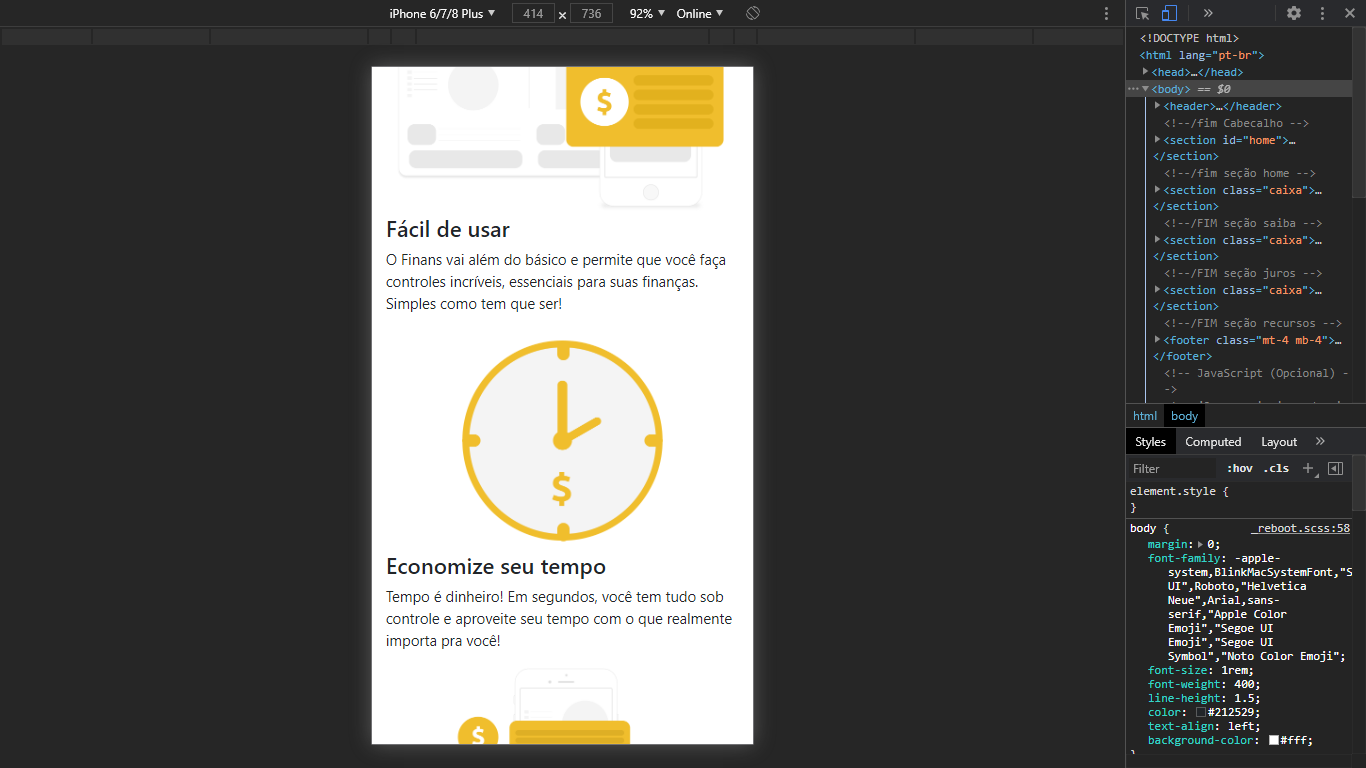 iPhone 6/7/8 Plus ▼ 414 x 736 92% ▼ Online ▼
$
Fácil de usar
O Finans vai além do básico e permite que você faça
controles incríveis, essenciais para suas finanças.
Simples como tem que ser!
$
Economize seu tempo
Tempo é dinheiro! Em segundos, você tem tudo sob
controle e aproveite seu tempo com o que realmente
importa pra você!
$
<!DOCTYPE html>
<html lang="pt-br">
<head>…</head>
<body> == $0
<header>…</header>
<!--/fim Cabecalho -->
<section id="home">…
</section>
<!--/fim seção home -->
<section class="caixa">…
</section>
<!--/FIM seção saiba -->
<section class="caixa">…
</section>
<!--/FIM seção juros -->
<section class="caixa">…
</section>
<!--/FIM seção recursos -->
<footer class="mt-4 mb-4">…
</footer>
<!-- JavaScript (Opcional) -
->
html body
Styles Computed Layout »
Filter :hov .cls +
element.style {
}
body { _reboot.scss:58
margin: 0;
font-family: -apple-
system,BlinkMacSystemFont,"S
UI",Roboto,"Helvetica
Neue",Arial,sans-
serif,"Apple Color
Emoji","Segoe UI
Emoji","Segoe UI
Symbol","Noto Color Emoji";
font-size: 1rem;
font-weight: 400;
line-height: 1.5;
color: #212529;
text-align: left;
background-color: #fff;
}